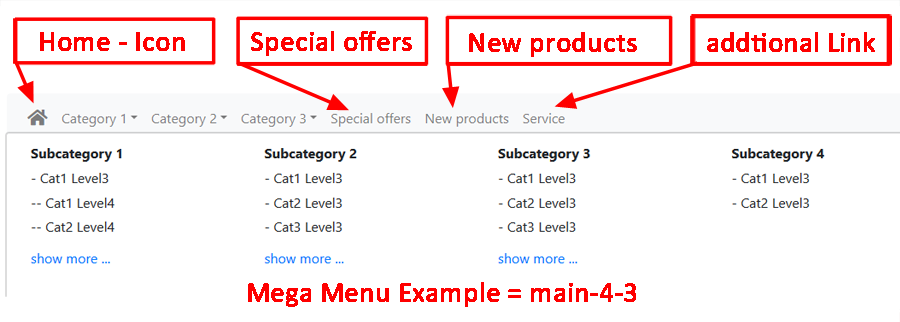 Home - Icon
Special offers
New products
addtional Link
Category 1 Category 2 Category 3 Special offers New products Service
Subcategory 1 Subcategory 2 Subcategory 3 Subcategory 4
- Cat1 Level3 - Cat1 Level3 - Cat1 Level3 - Cat1 Level3
-- Cat1 Level4 - Cat2 Level3 - Cat2 Level3 - Cat2 Level3
-- Cat2 Level4 - Cat3 Level3 - Cat3 Level3
show more ... show more ... show more ...
Mega Menu Example = main-4-3